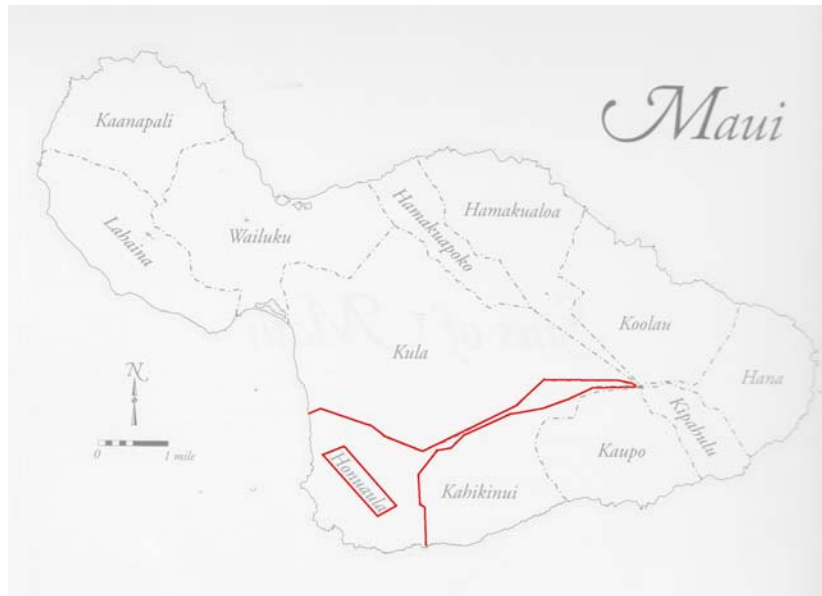 Maui
Kaanapali
Lahaina
Wailuku
Hamakuapoko
Hamakualoa
Koolau
Kula
Hana
Kipahulu
Kaupo
Kahikinui
Honuaula
N
0 1 mile